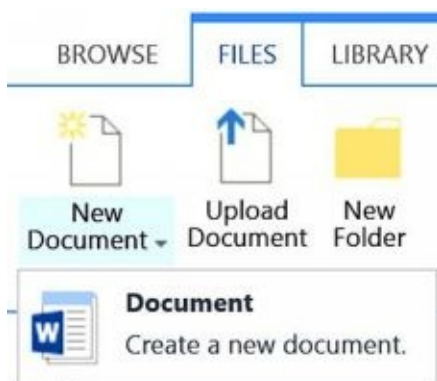 BROWSE FILES LIBRARY
New Upload New
Document Document Folder
W Document
Create a new document.